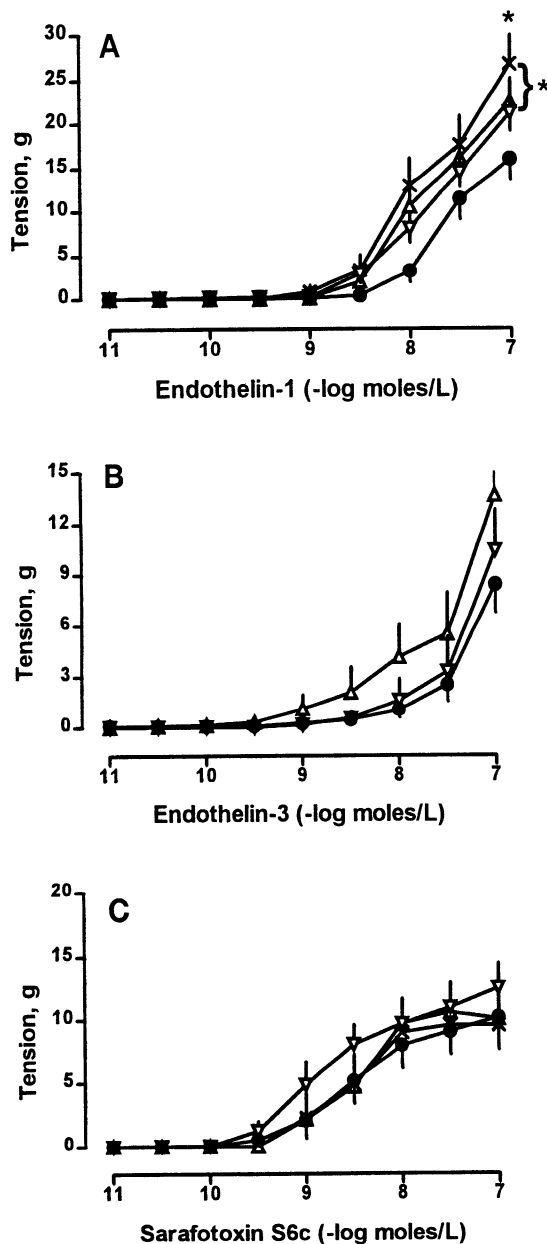 A
*
30
25
20
15
10
5
0
Tension, g
} *
11 10 9 8 7
Endothelin-1 (-log moles/L)
B
15
12
9
6
3
0
Tension, g
11 10 9 8 7
Endothelin-3 (-log moles/L)
C
20
15
10
5
0
Tension, g
11 10 9 8 7
Sarafotoxin S6c (-log moles/L)